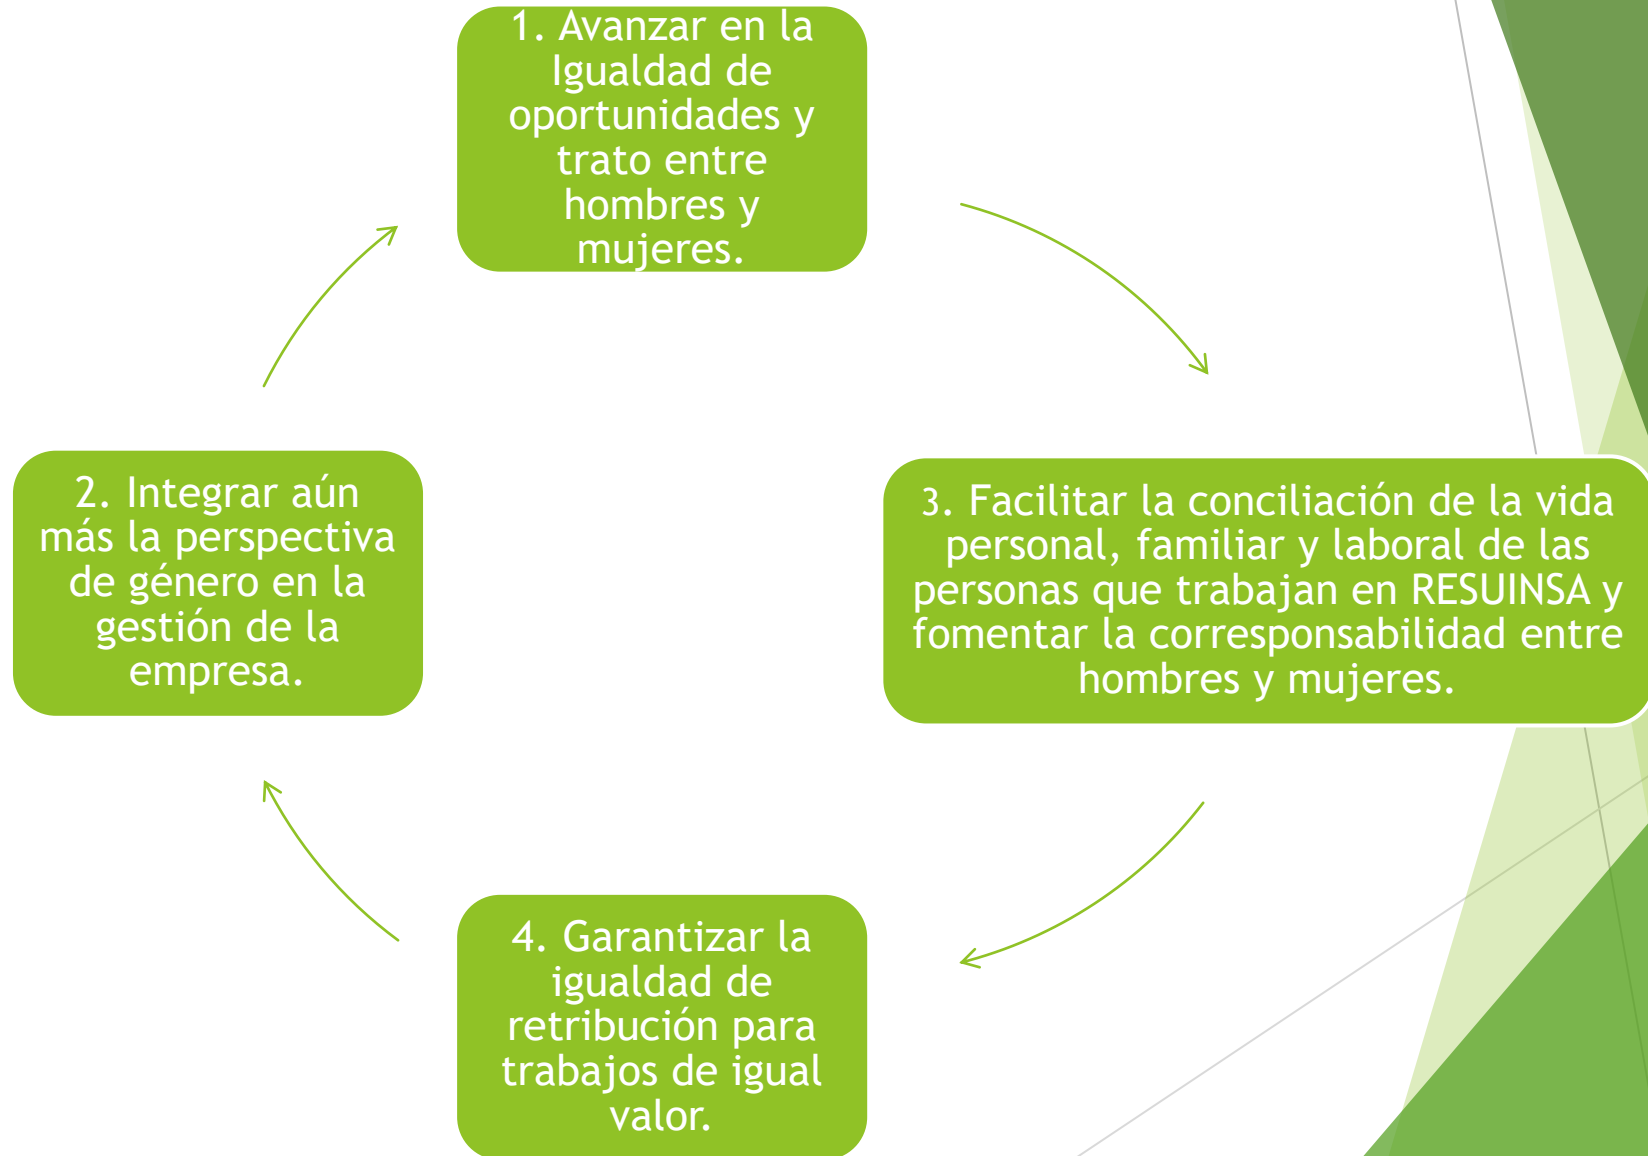 1. Avanzar en la
Igualdad de
oportunidades y
trato entre
hombres y
mujeres.
2. Integrar aún
más la perspectiva
de género en la
gestión de la
empresa.
3. Facilitar la conciliación de la vida
personal, familiar y laboral de las
personas que trabajan en RESUINSA y
fomentar la corresponsabilidad entre
hombres y mujeres.
4. Garantizar la
igualdad de
retribución para
trabajos de igual
valor.